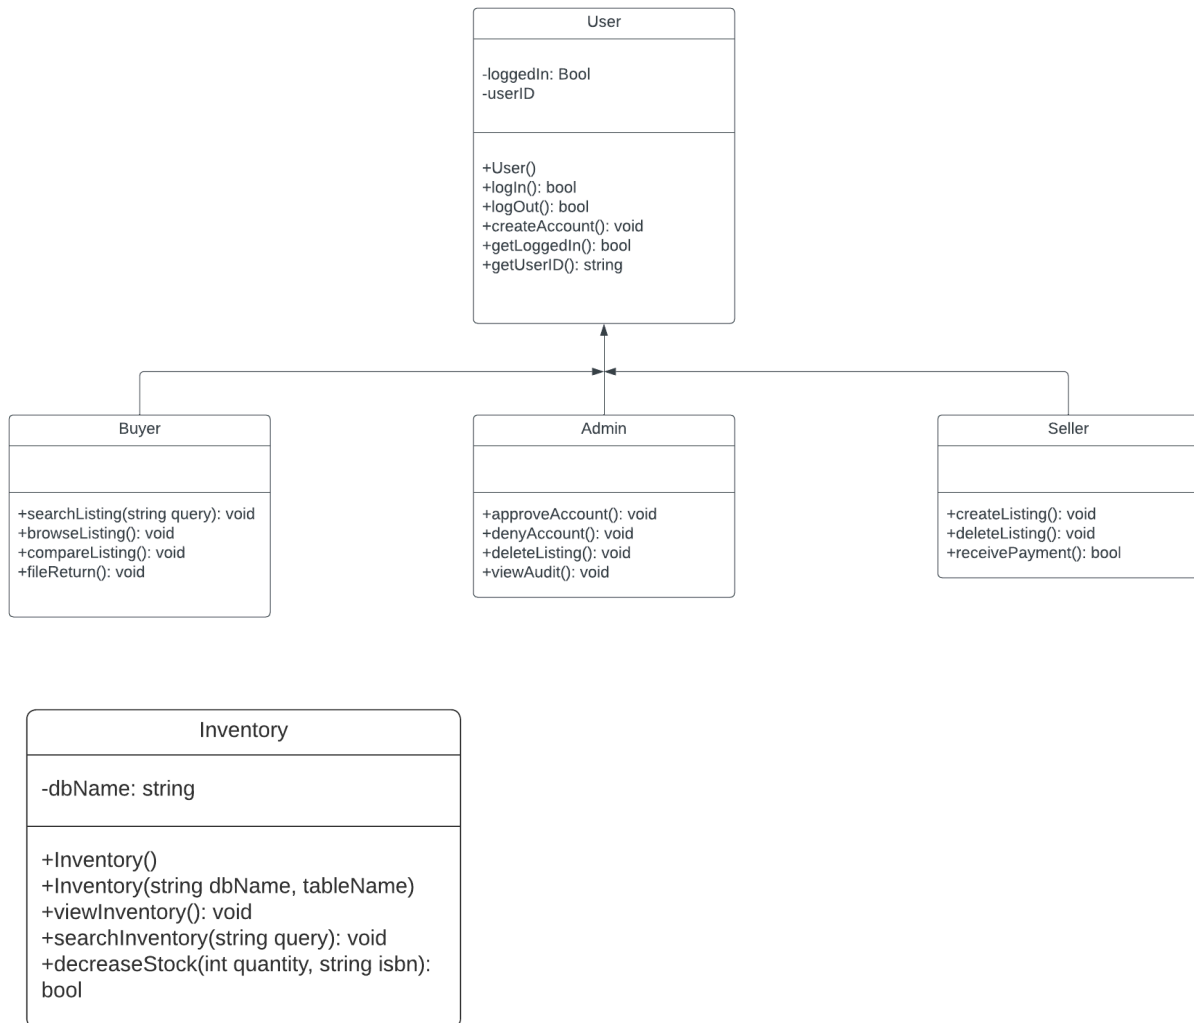 User
-loggedIn: Bool
-userID
+User()
+logIn(): bool
+logOut(): bool
+createAccount(): void
+getLoggedIn(): bool
+getUserID(): string
Buyer
+searchListing(string query): void
+browseListing(): void
+compareListing(): void
+fileReturn(): void
Admin
+approveAccount(): void
+denyAccount(): void
+deleteListing(): void
+viewAudit(): void
Seller
+createListing(): void
+deleteListing(): void
+receivePayment(): bool
Inventory
-dbName: string
+Inventory()
+Inventory(string dbName, tableName)
+viewInventory(): void
+searchInventory(string query): void
+decreaseStock(int quantity, string isbn):
bool